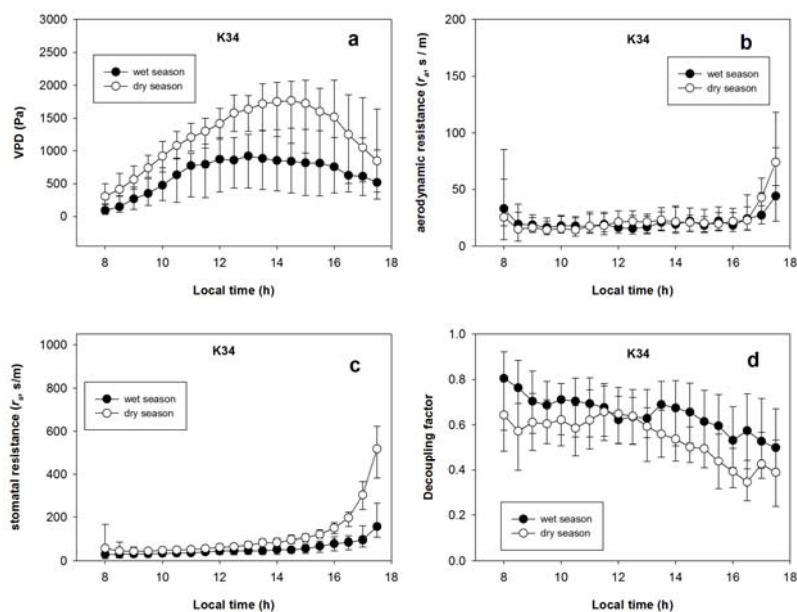 K34
a
wet season
dry season
VPD (Pa)
3000
2500
2000
1500
1000
500
0
8 10 12 14 16 18
Local time (h)
K34
b
wet season
dry season
aerodynamic resistance (ra, s / m)
200
150
100
50
0
8 10 12 14 16 18
Local time (h)
K34
c
wet season
dry season
stomatal resistance (rs, s/m)
1000
800
600
400
200
0
8 10 12 14 16 18
Local time (h)
K34
d
wet season
dry season
Decoupling factor
1.0
0.8
0.6
0.4
0.2
0.0
8 10 12 14 16 18
Local time (h)